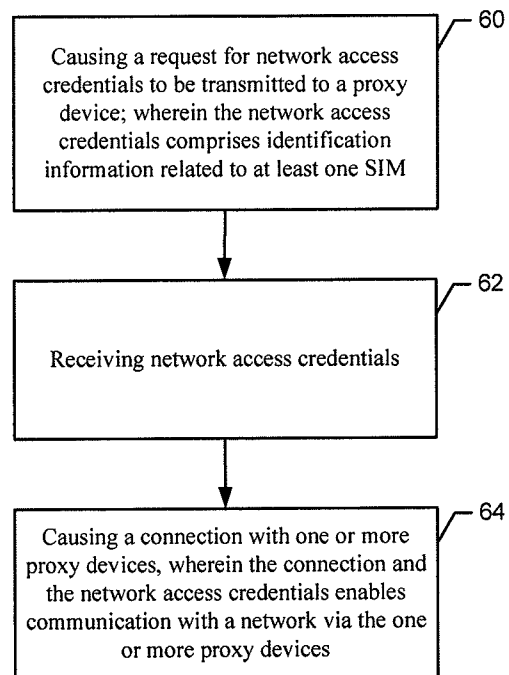 60
Causing a request for network access
credentials to be transmitted to a proxy
device; wherein the network access
credentials comprises identification
information related to at least one SIM
62
Receiving network access credentials
64
Causing a connection with one or more
proxy devices, wherein the connection and
the network access credentials enables
communication with a network via the one
or more proxy devices